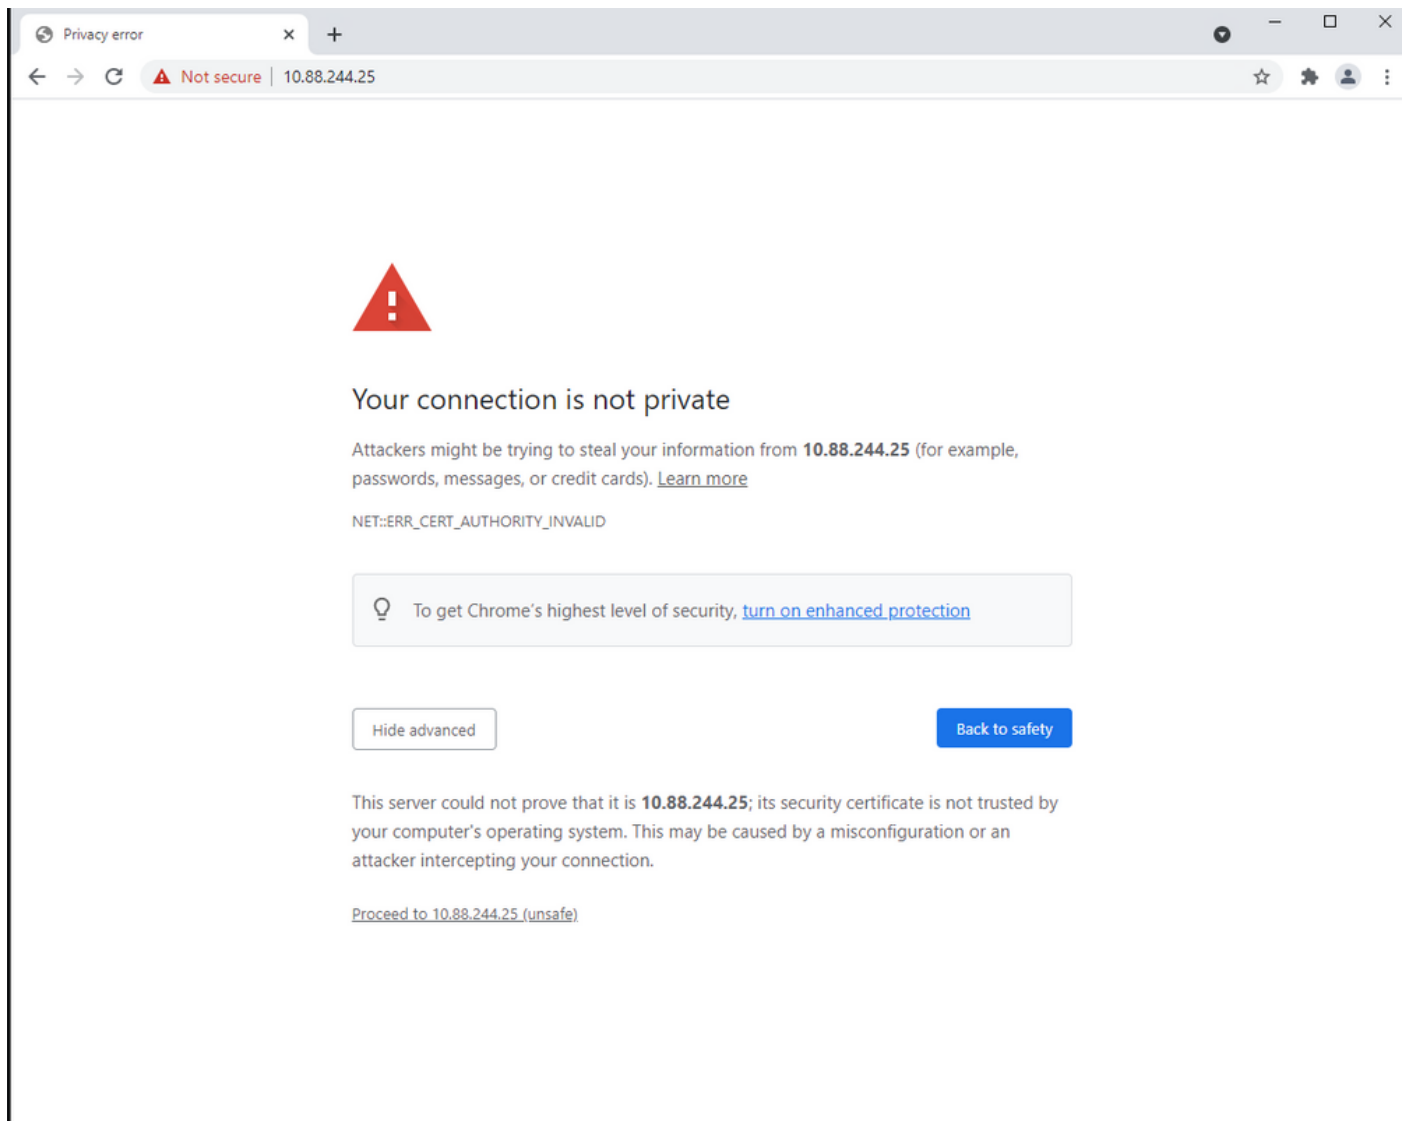 Privacy error
Not secure | 10.88.244.25
Your connection is not private
Attackers might be trying to steal your information from 10.88.244.25 (for example,
passwords, messages, or credit cards). Learn more
NET::ERR_CERT_AUTHORITY_INVALID
To get Chrome's highest level of security, turn on enhanced protection
Hide advanced
Back to safety
This server could not prove that it is 10.88.244.25; its security certificate is not trusted by
your computer's operating system. This may be caused by a misconfiguration or an
attacker intercepting your connection.
Proceed to 10.88.244.25 (unsafe)